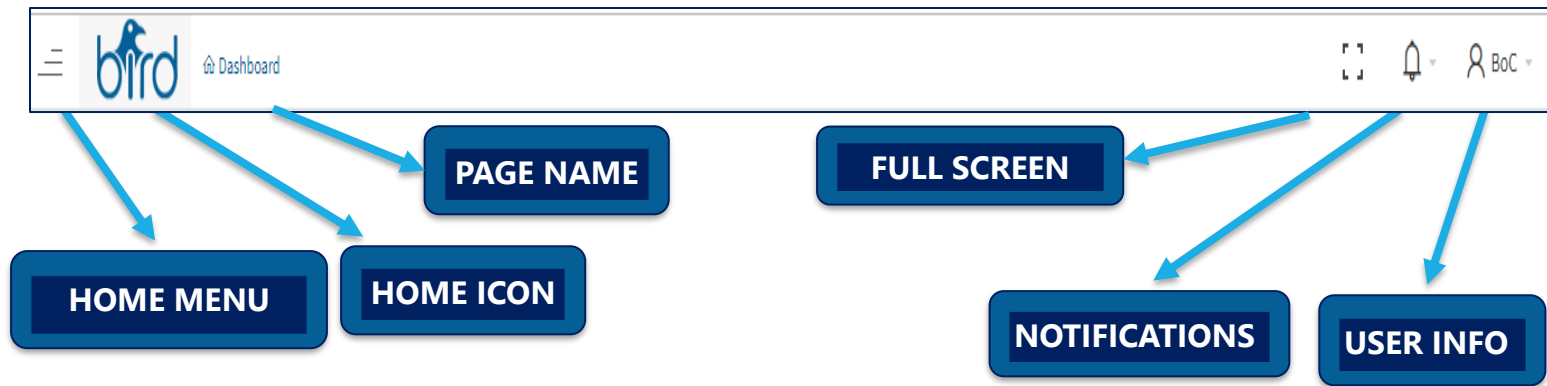 bird Dashboard BoC
PAGE NAME
FULL SCREEN
HOME MENU
HOME ICON
NOTIFICATIONS
USER INFO